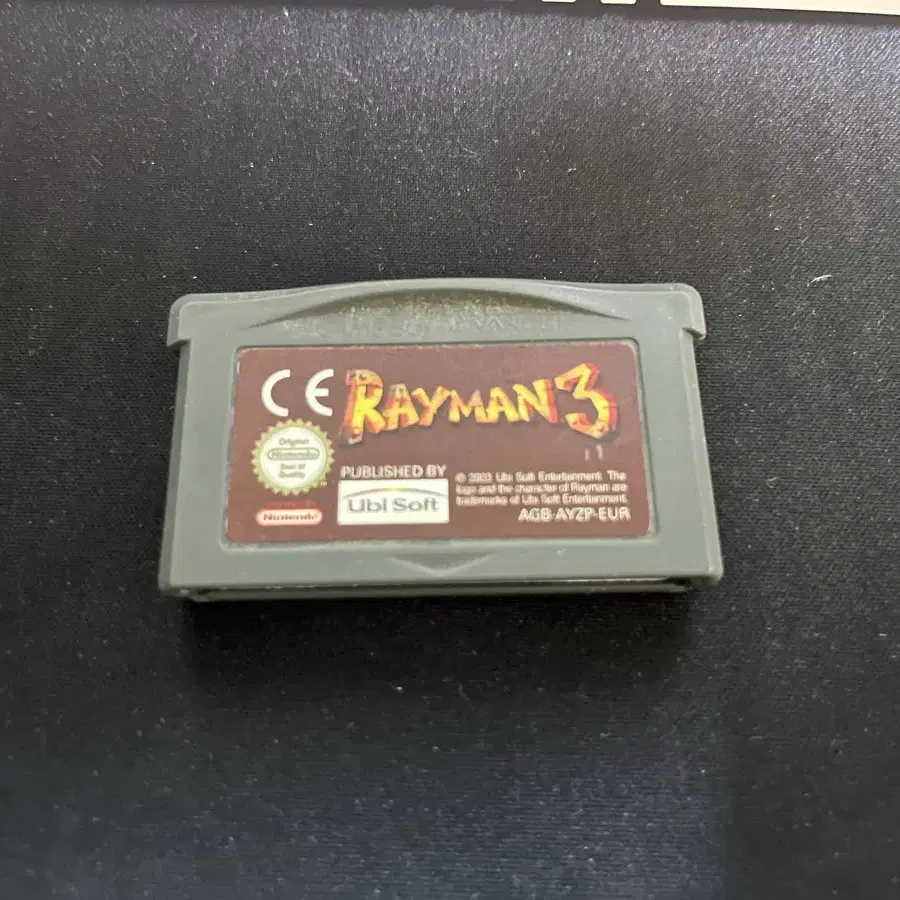 CE RAYMAN 3
Original
Nintendo
Seal of
Quality
Nintendo
PUBLISHED BY
Ubi Soft
1
© 2003 Ubi Soft Entertainment. The
logo and the character of Rayman are
trademarks of Ubi Soft Entertainment.
AGB-AYZP-EUR